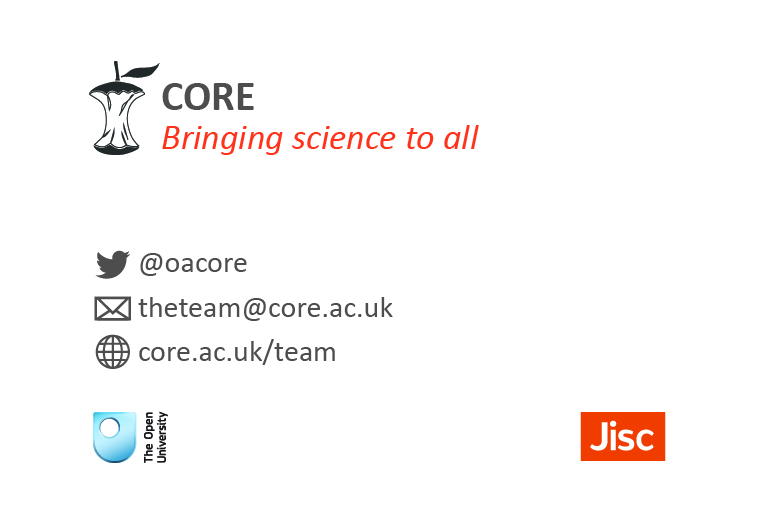 CORE
Bringing science to all
@oacore
theteam@core.ac.uk
core.ac.uk/team
The Open
University
Jisc